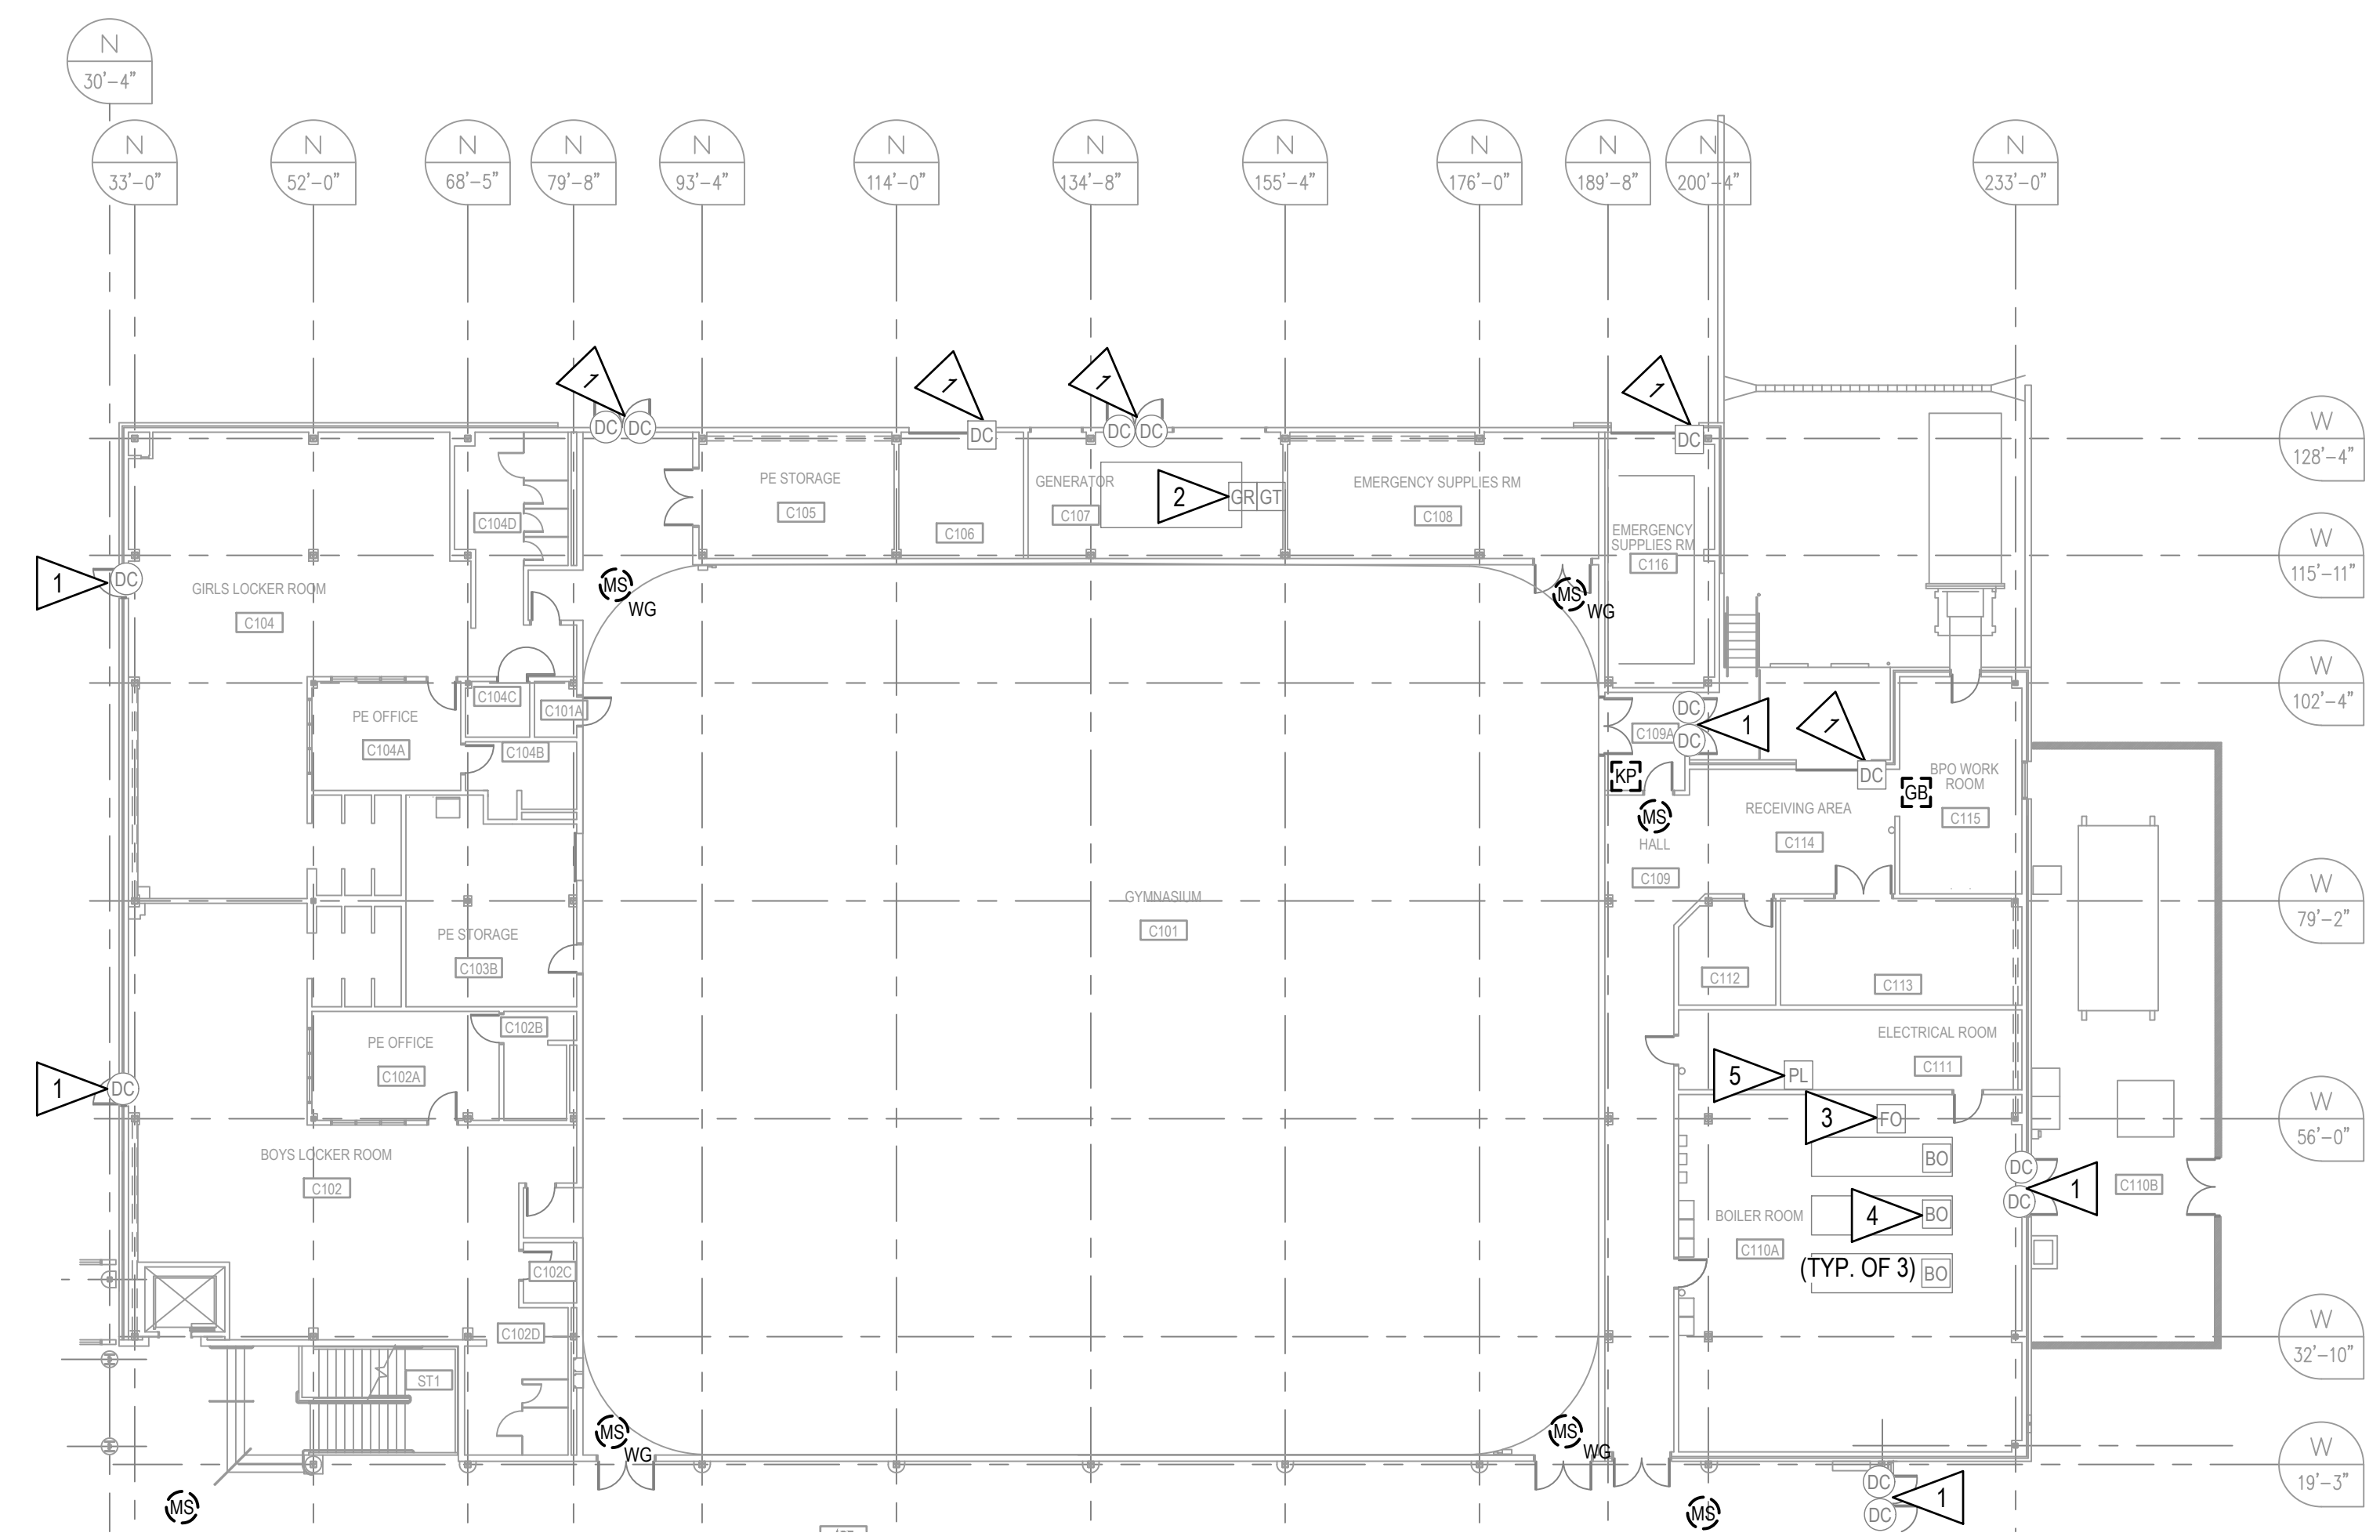 N
30'-4"
N
33'-0"
N
52'-0"
N
68'-5"
N
79'-8"
N
93'-4"
N
114'-0"
N
134'-8"
N
155'-4"
N
176'-0"
N
189'-8"
N
200'-4"
N
233'-0"
1
1
1
1
DC
DC
DC
DC
DC
DC
W
128'-4"
PE STORAGE
C105
C106
GENERATOR
C107
2
GR
GT
EMERGENCY SUPPLIES RM
C108
C104D
EMERGENCY
SUPPLIES RM
C116
W
115'-11"
1
DC
GIRLS LOCKER ROOM
C104
MS
WG
MS
WG
W
102'-4"
C104C
C101A
PE OFFICE
C104A
C104B
DC
C109A
DC
1
1
KP
DC
GB
BPO WORK
ROOM
C115
MS
HALL
C109
RECEIVING AREA
C114
W
79'-2"
GYMNASIUM
C101
PE STORAGE
C103B
C112
C113
C102B
PE OFFICE
C102A
ELECTRICAL ROOM
C111
5
PL
1
DC
3
FO
W
56'-0"
BOYS LOCKER ROOM
C102
BO
DC
DC
1
C110B
BOILER ROOM
C110A
4
BO
(TYP. OF 3)
BO
C102C
C102D
W
32'-10"
ST1
MS
WG
MS
WG
W
19'-3"
MS
MS
DC
DC
1